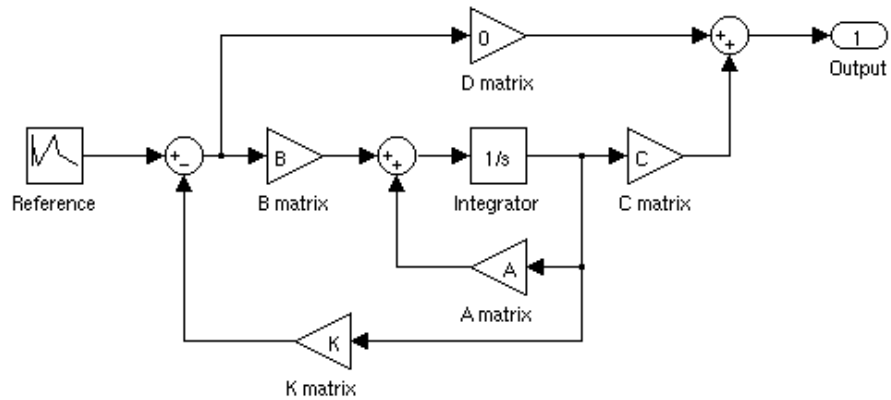 0
D matrix
+
+
1
Output
Reference
+
−
B
B matrix
+
+
1/s
Integrator
C
C matrix
A
A matrix
K
K matrix